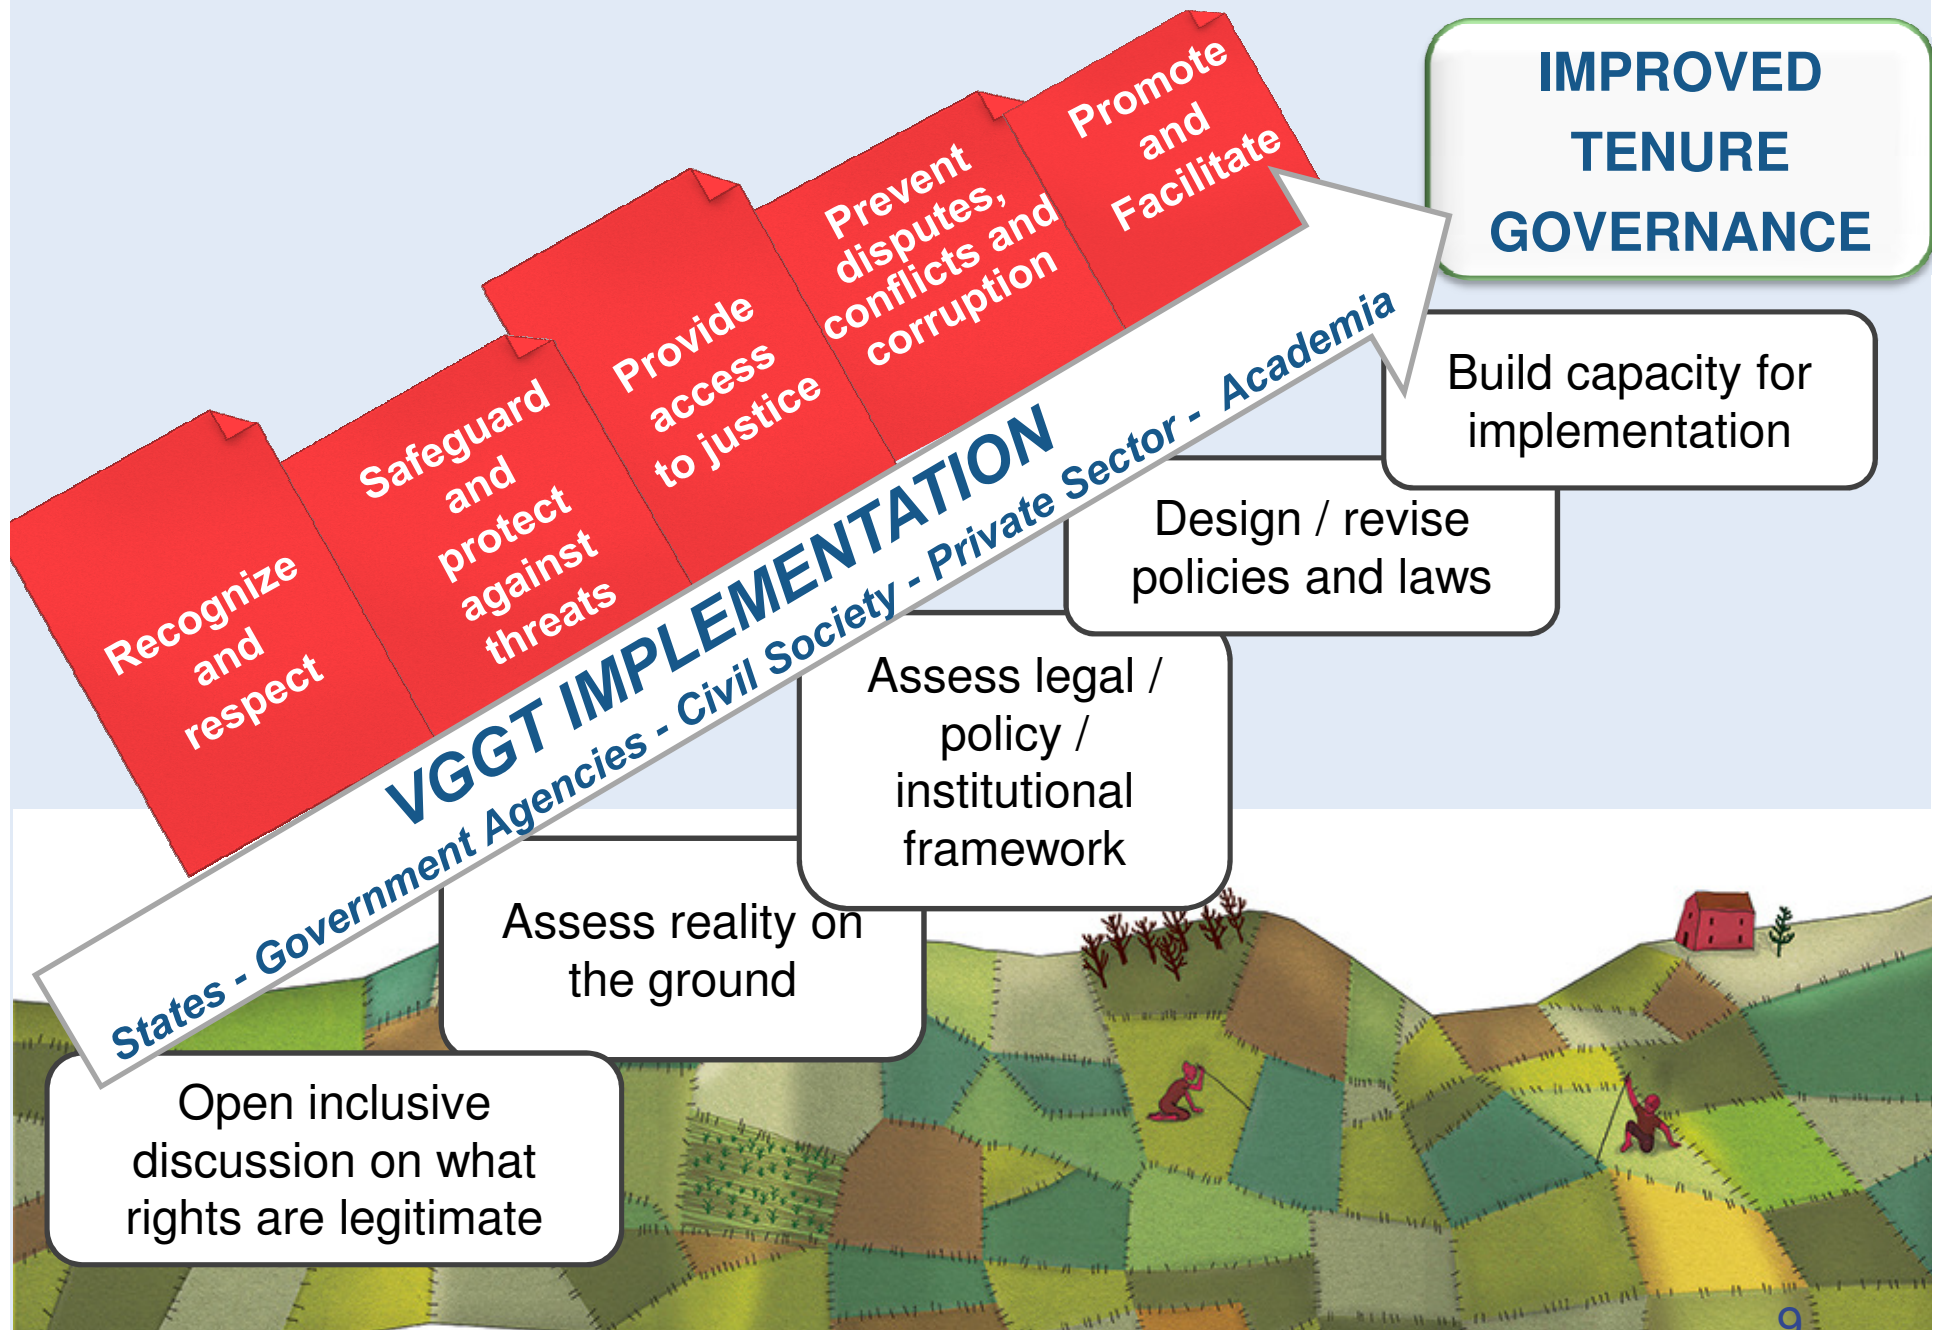 Recognize
and
respect
Safeguard
and
protect
against
threats
Provide
access
to justice
Prevent
disputes,
conflicts and
corruption
Promote
and
Facilitate
IMPROVED
TENURE
GOVERNANCE
VGGT IMPLEMENTATION
States - Government Agencies - Civil Society - Private Sector - Academia
Build capacity for
implementation
Design / revise
policies and laws
Assess legal /
policy /
institutional
framework
Assess reality on
the ground
Open inclusive
discussion on what
rights are legitimate
9